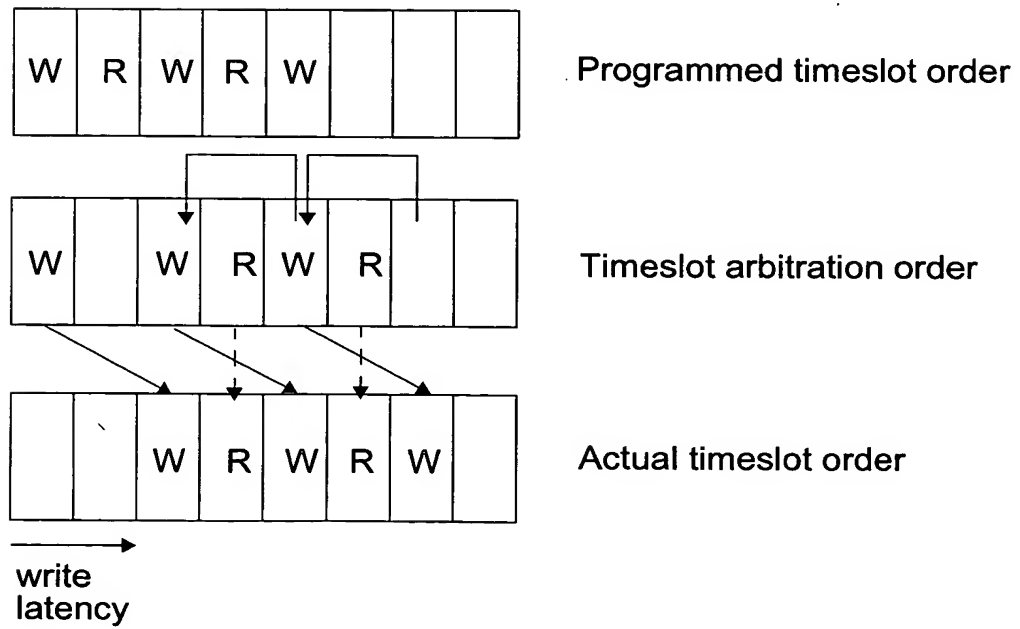 W R W R W Programmed timeslot order
W W R W R Timeslot arbitration order
W R W R W Actual timeslot order
write
latency